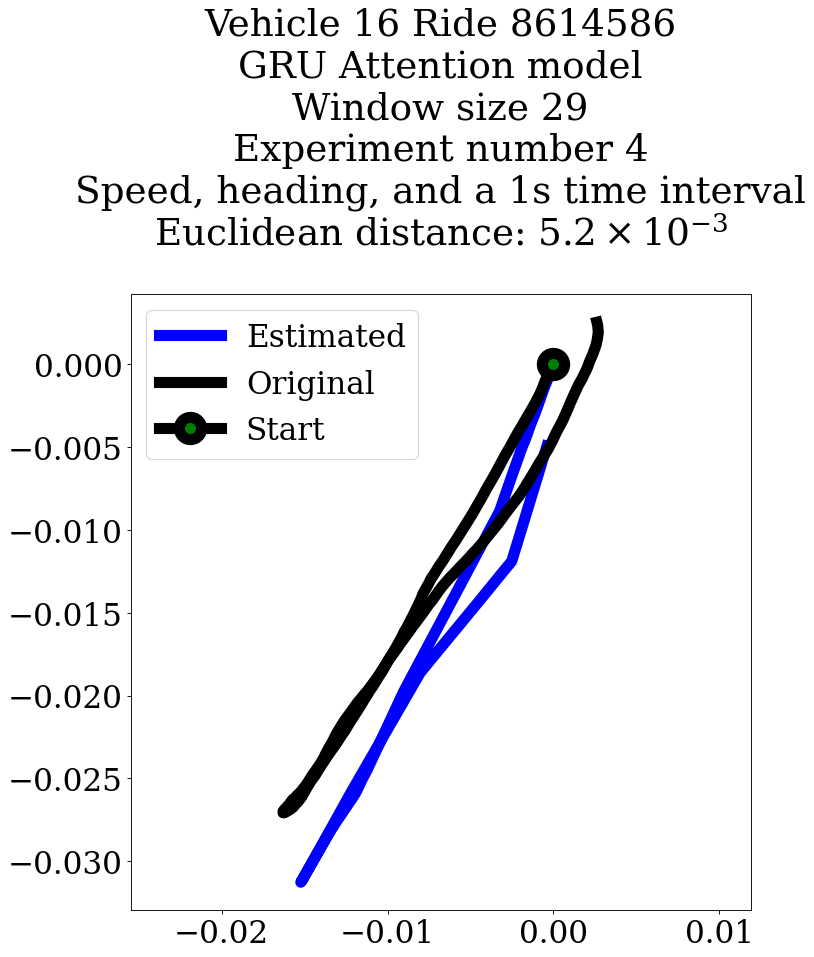 Vehicle 16 Ride 8614586
GRU Attention model
Window size 29
Experiment number 4
Speed, heading, and a 1s time interval
Euclidean distance: 5.2 × 10⁻³
Estimated
Original
Start
0.000
−0.005
−0.010
−0.015
−0.020
−0.025
−0.030
−0.02 −0.01 0.00 0.01